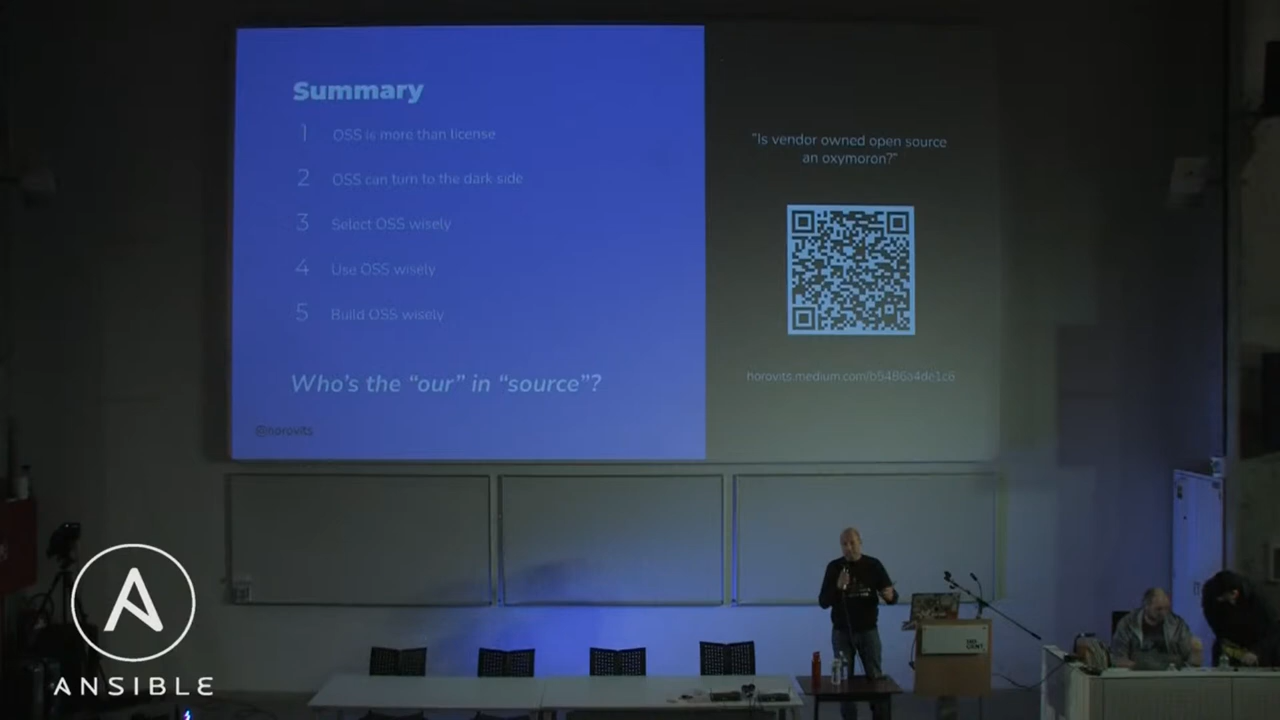 Summary
1 OSS is more than license
2 OSS can turn to the dark side
3 Select OSS wisely
4 Use OSS wisely
5 Build OSS wisely
Who's the “our” in “source”?
@horovits
"Is vendor owned open source
an oxymoron?"
horovits.medium.com/b5486a4de1c6
ANSIBLE